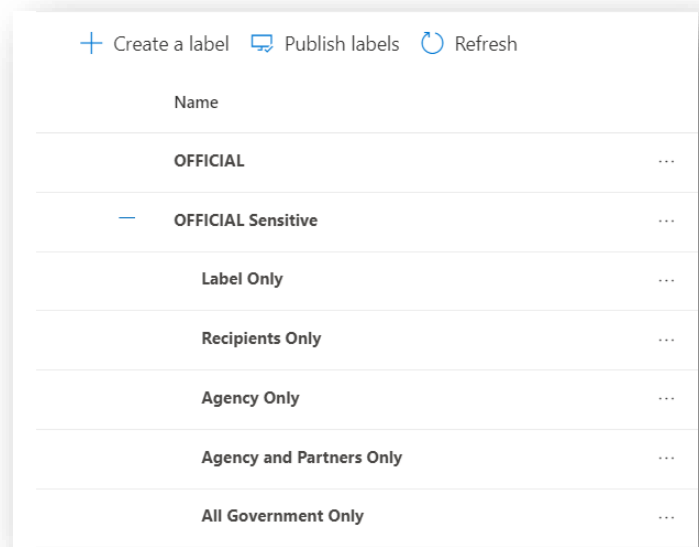 Create a label Publish labels Refresh
Name
OFFICIAL
OFFICIAL Sensitive
Label Only
Recipients Only
Agency Only
Agency and Partners Only
All Government Only